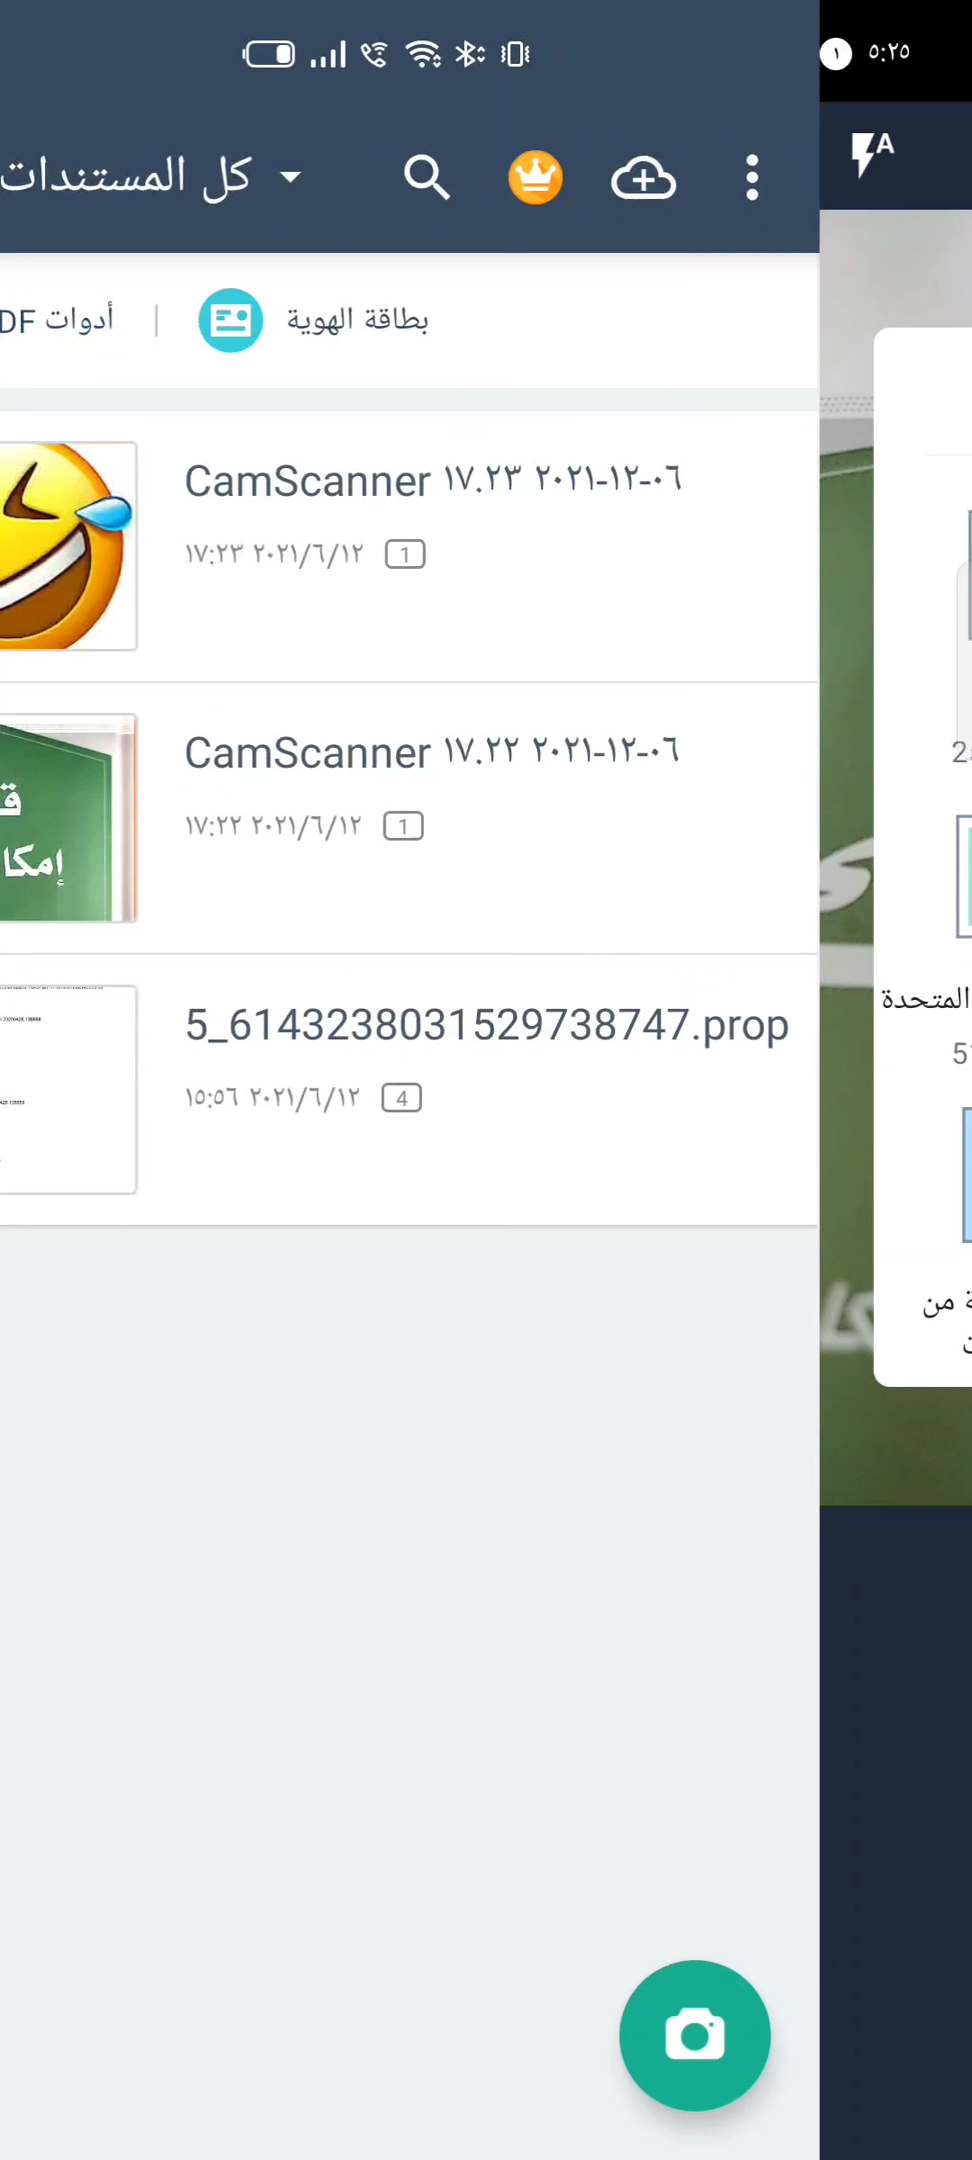 ٥:٢٥
١
كل المستندات
A
بطاقة الهوية
أدوات
CamScanner ٠٦-١٢-٢٠٢١ ١٧.٢٣
٢٠٢١/٦/١٢ ١٧:٢٣
1
CamScanner ٠٦-١٢-٢٠٢١ ١٧.٢٢
٢٠٢١/٦/١٢ ١٧:٢٢
1
5_6143238031529738747.prop
٢٠٢١/٦/١٢ ١٥:٥٦
4
المتحدة
من